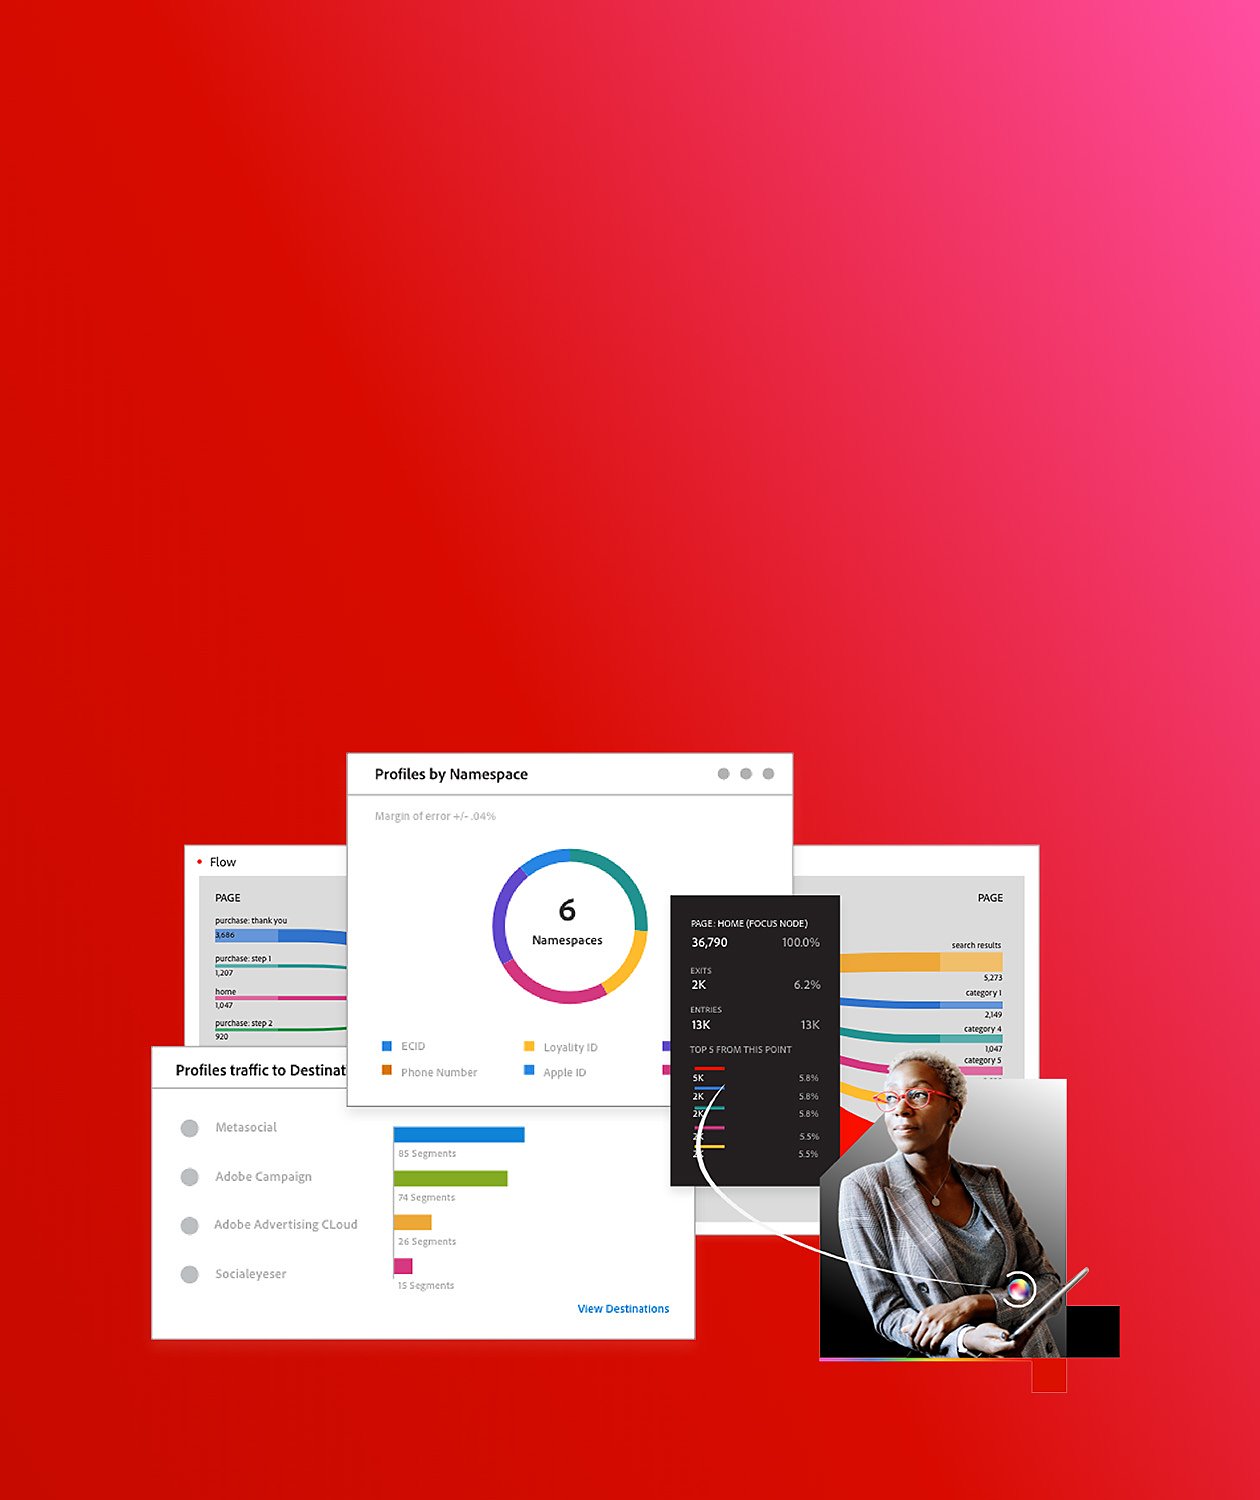 Profiles by Namespace
Margin of error +/- .04%
6
Namespaces
ECID
Loyality ID
Phone Number
Apple ID
Flow
PAGE
purchase: thank you
3,686
purchase: step 1
1,207
home
1,047
purchase: step 2
920
PAGE: HOME (FOCUS NODE)
36,790 100.0%
EXITS
2K 6.2%
ENTRIES
13K 13K
TOP 5 FROM THIS POINT
5K 5.8%
2K 5.8%
2K 5.8%
2K 5.5%
2K 5.5%
PAGE
search results
5,273
category 1
2,149
category 4
1,047
category 5
Profiles traffic to Destinat
Metasocial
85 Segments
Adobe Campaign
74 Segments
Adobe Advertising CLoud
26 Segments
Socialeyeser
15 Segments
View Destinations